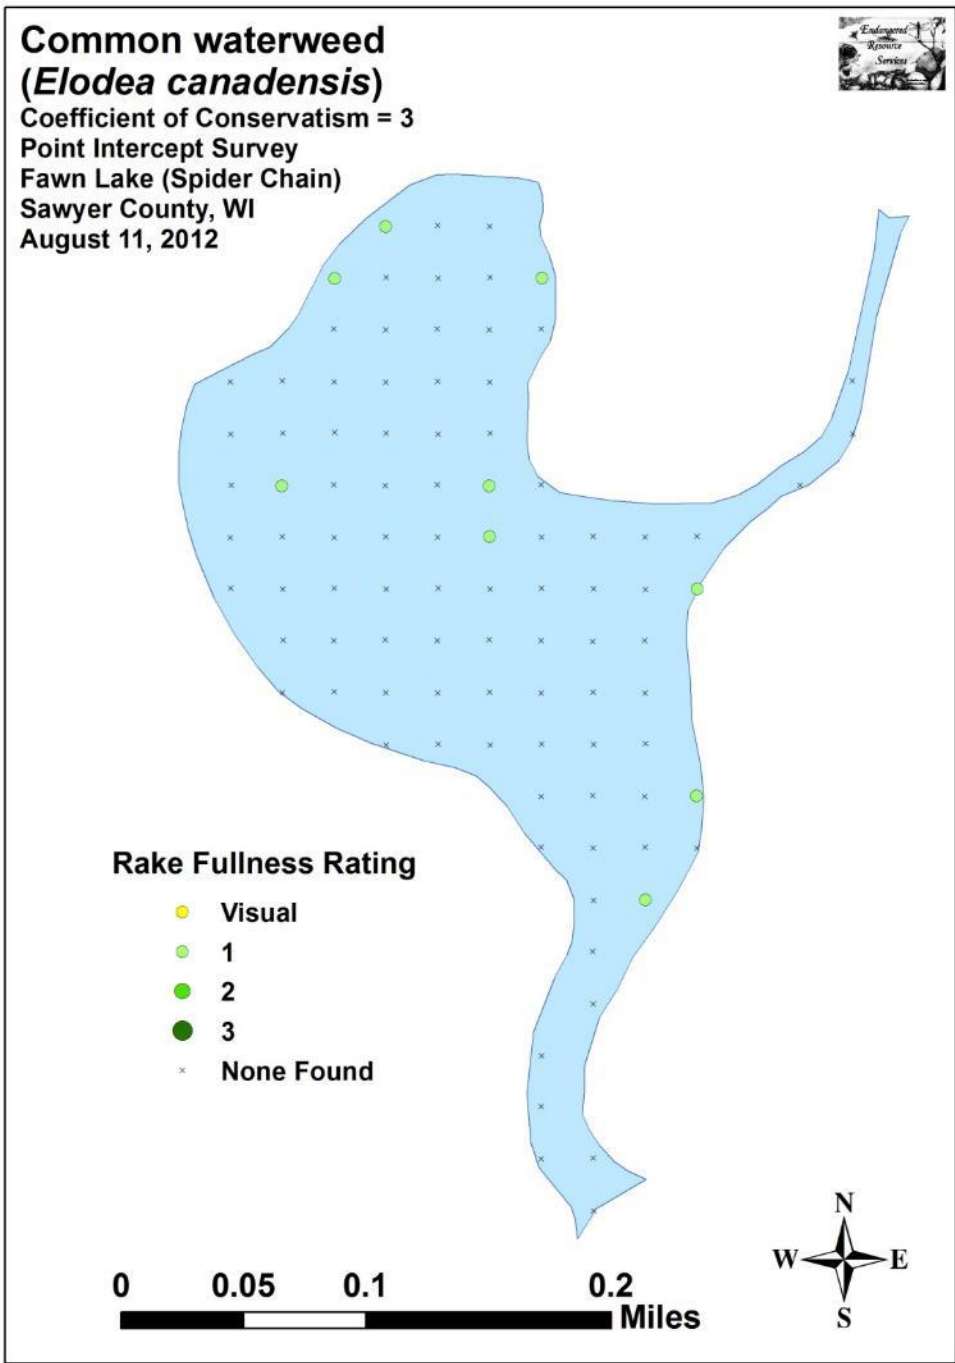 Common waterweed
(Elodea canadensis)
Coefficient of Conservatism = 3
Point Intercept Survey
Fawn Lake (Spider Chain)
Sawyer County, WI
August 11, 2012
Endangered
Resource
Services
Rake Fullness Rating
Visual
1
2
3
None Found
N
W E
S
0 0.05 0.1 0.2
Miles